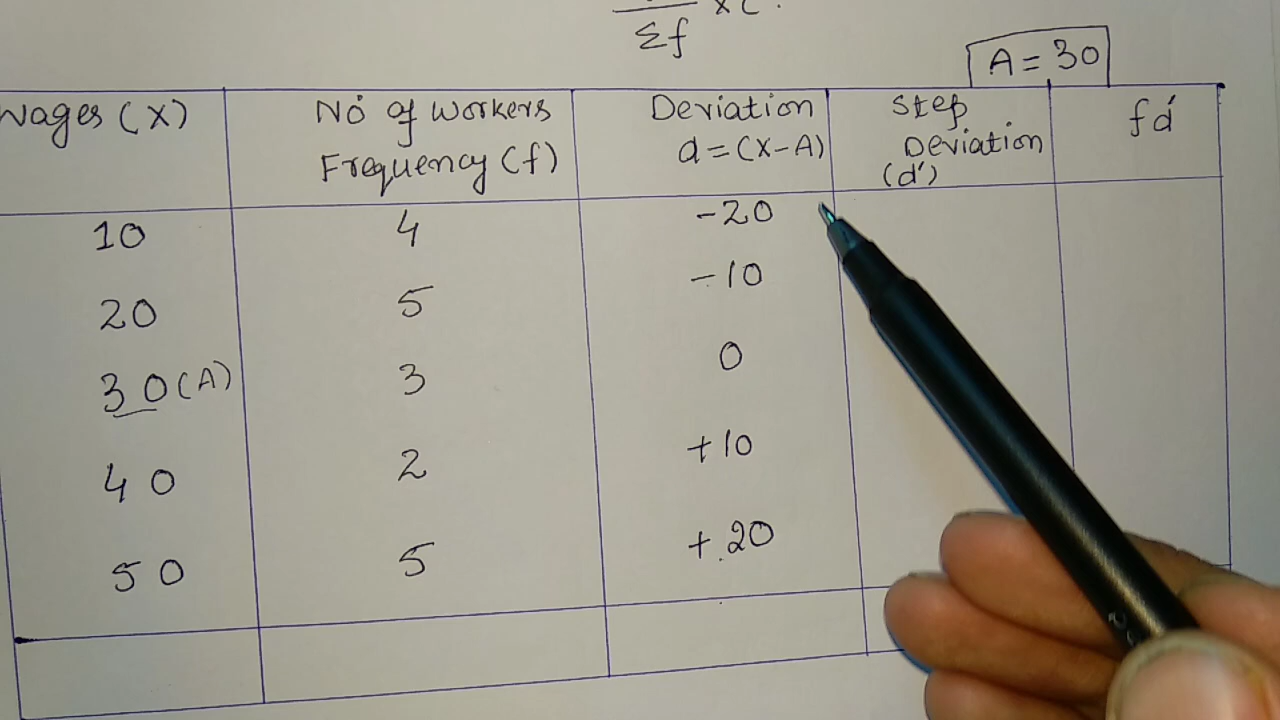 Σf × C.
A = 30
Wages (X) No of workers Frequency (f) Deviation d = (X-A) Step Deviation (d') fd'
10 4 -20
20 5 -10
30 (A) 3 0
40 2 +10
50 5 +20